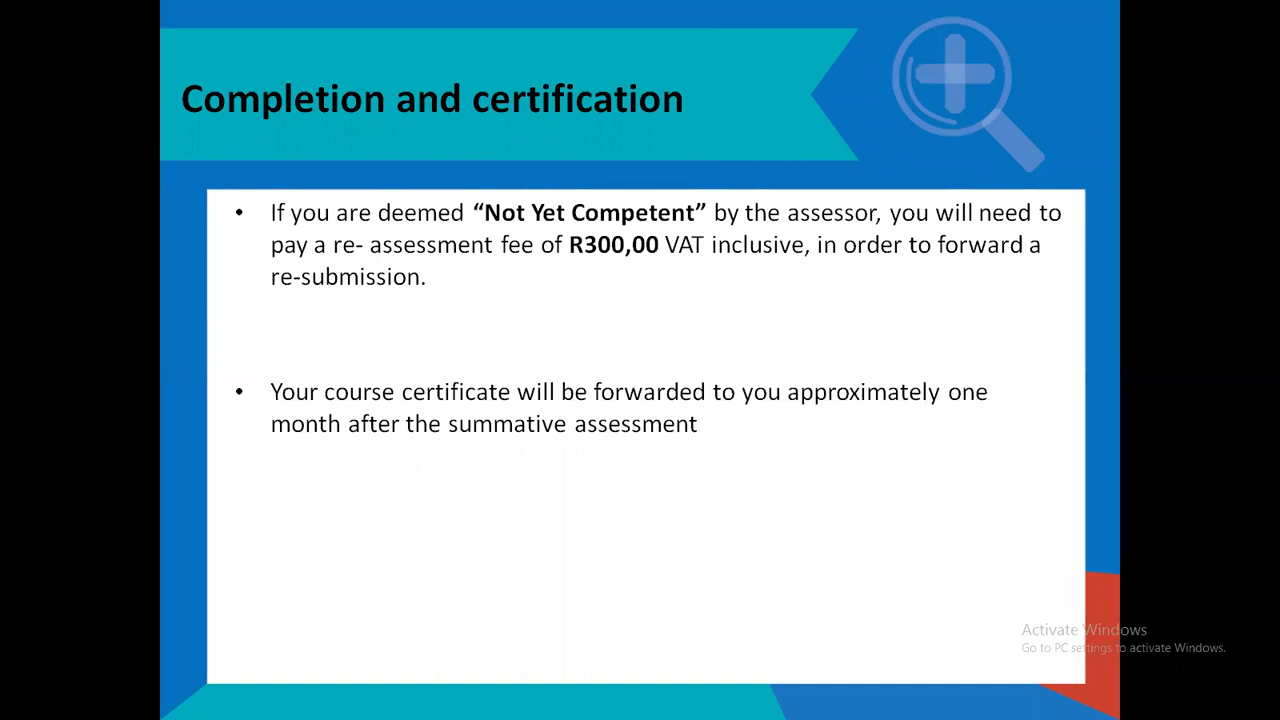 Completion and certification
• If you are deemed “Not Yet Competent” by the assessor, you will need to
pay a re- assessment fee of R300,00 VAT inclusive, in order to forward a
re-submission.
• Your course certificate will be forwarded to you approximately one
month after the summative assessment
Activate Windows
Go to PC settings to activate Windows.